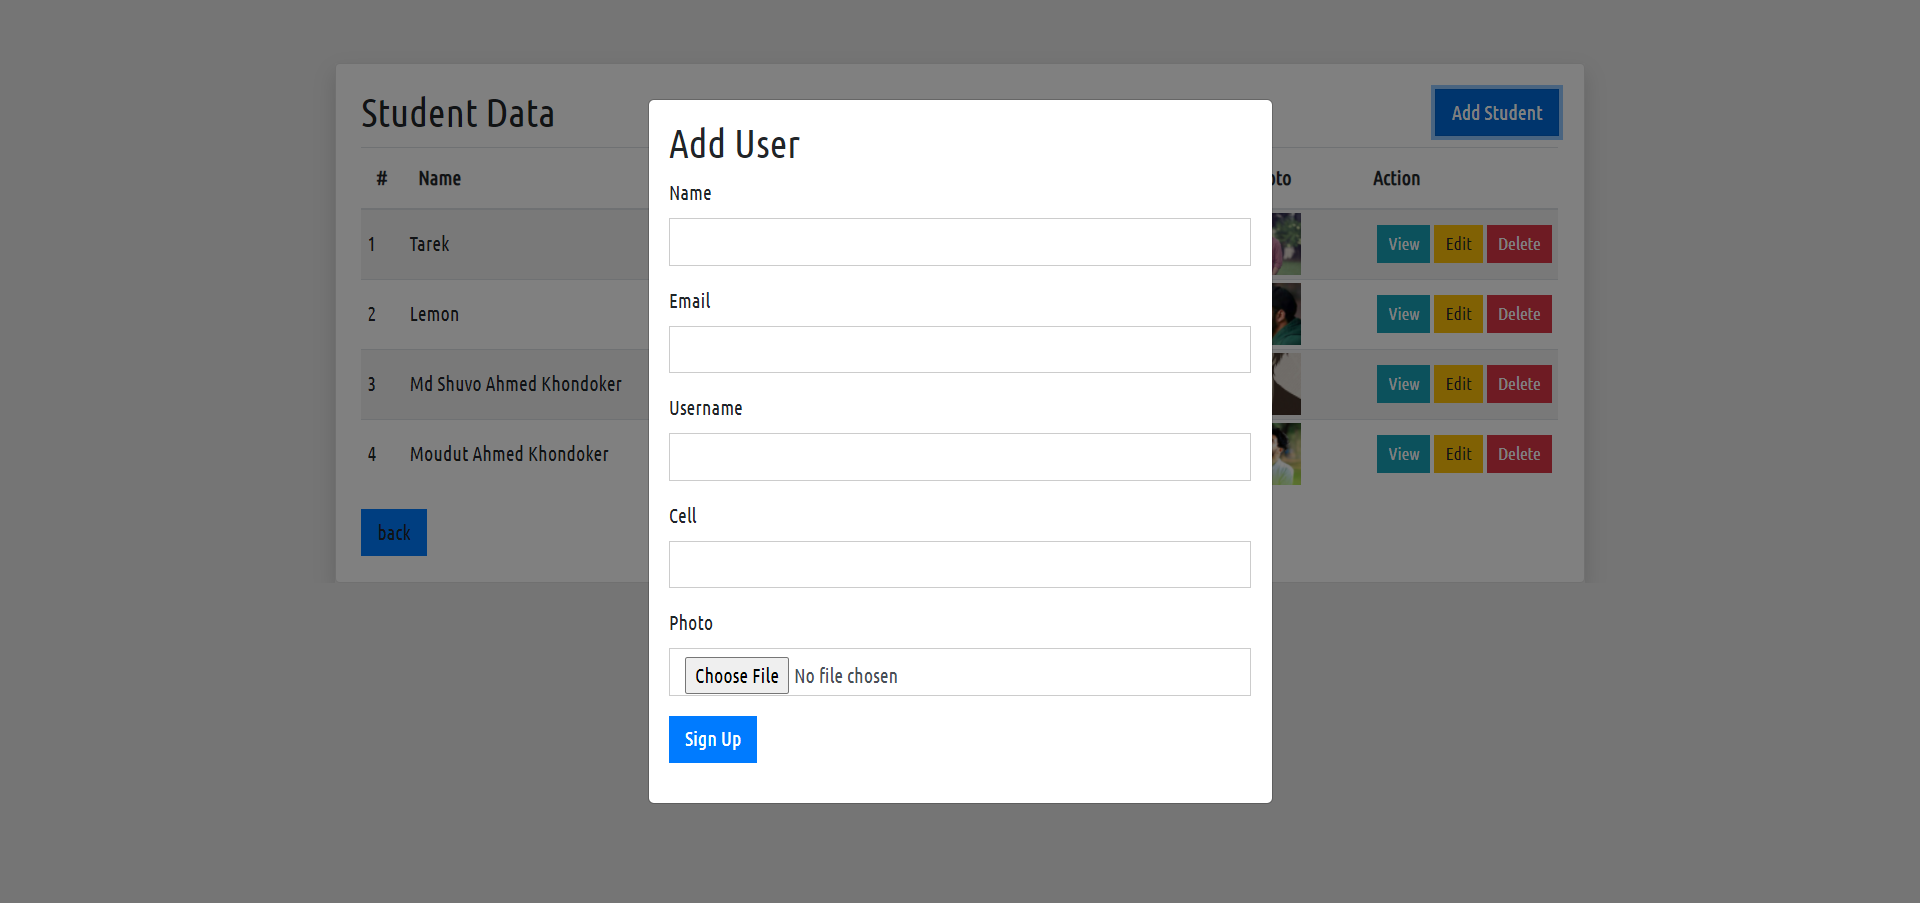 Student Data
Add Student
# Name Action
1 Tarek View Edit Delete
2 Lemon View Edit Delete
3 Md Shuvo Ahmed Khondoker View Edit Delete
4 Moudut Ahmed Khondoker View Edit Delete
back
Add User
Name
Email
Username
Cell
Photo
Choose File No file chosen
Sign Up